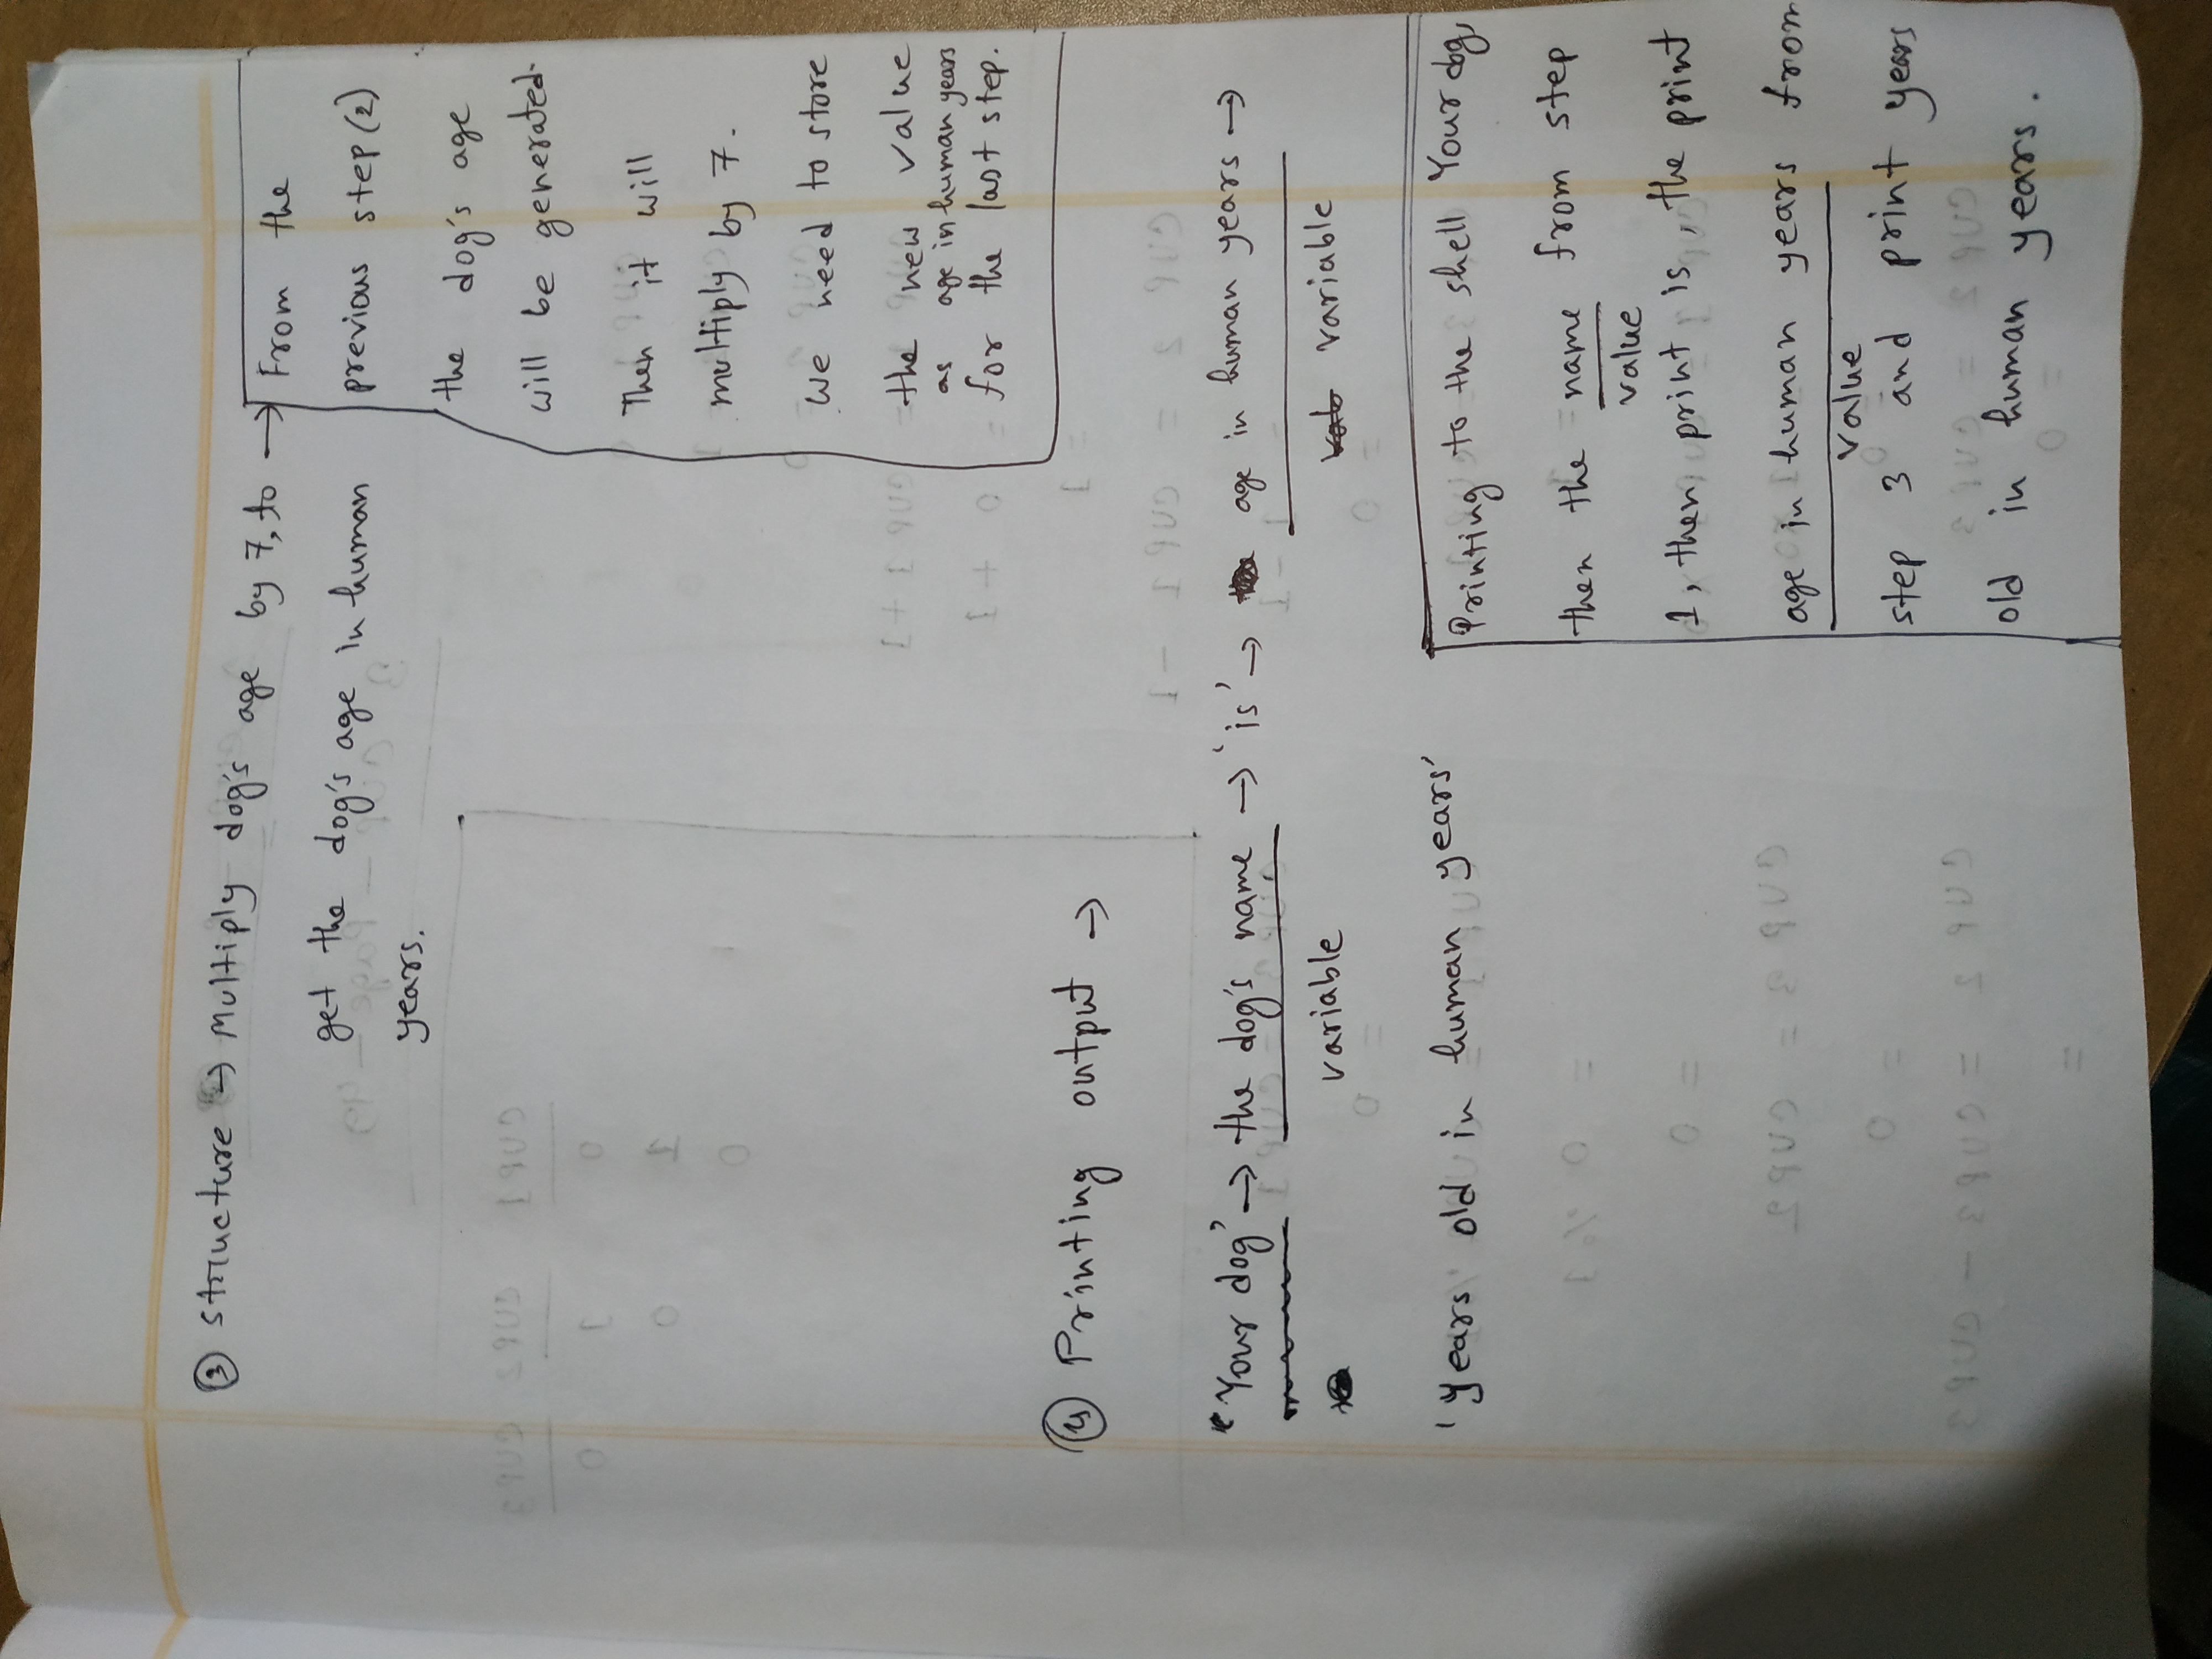 ③ structure → Multiply dog's age by 7, to →
get the dog's age in human
years.
From the
previous step (2)
the dog's age
will be generated.
Then it will
multiply by 7.
We need to store
the new value
as age in human years
for the last step.
④ Printing output →
'Your dog' → the dog's name → 'is' → age in human years →
variable variable
'years old in human years'
Printing to the shell Your dog,
then the name from step
value
1, then print is, the print
age in human years from
value
step 3 and print years
old in human years.